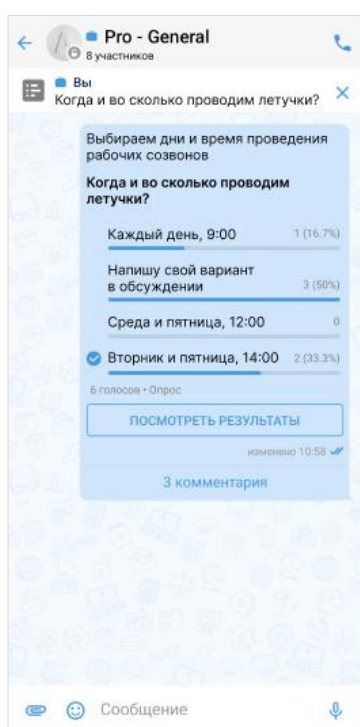 Pro - General
8 участников
Вы
Когда и во сколько проводим летучки?
Выбираем дни и время проведения
рабочих созвонов
Когда и во сколько проводим
летучки?
Каждый день, 9:00 1 (16.7%)
Напишу свой вариант
в обсуждении 3 (50%)
Среда и пятница, 12:00 0
Вторник и пятница, 14:00 2 (33.3%)
6 голосов • Опрос
ПОСМОТРЕТЬ РЕЗУЛЬТАТЫ
изменено 10:58
3 комментария
Сообщение